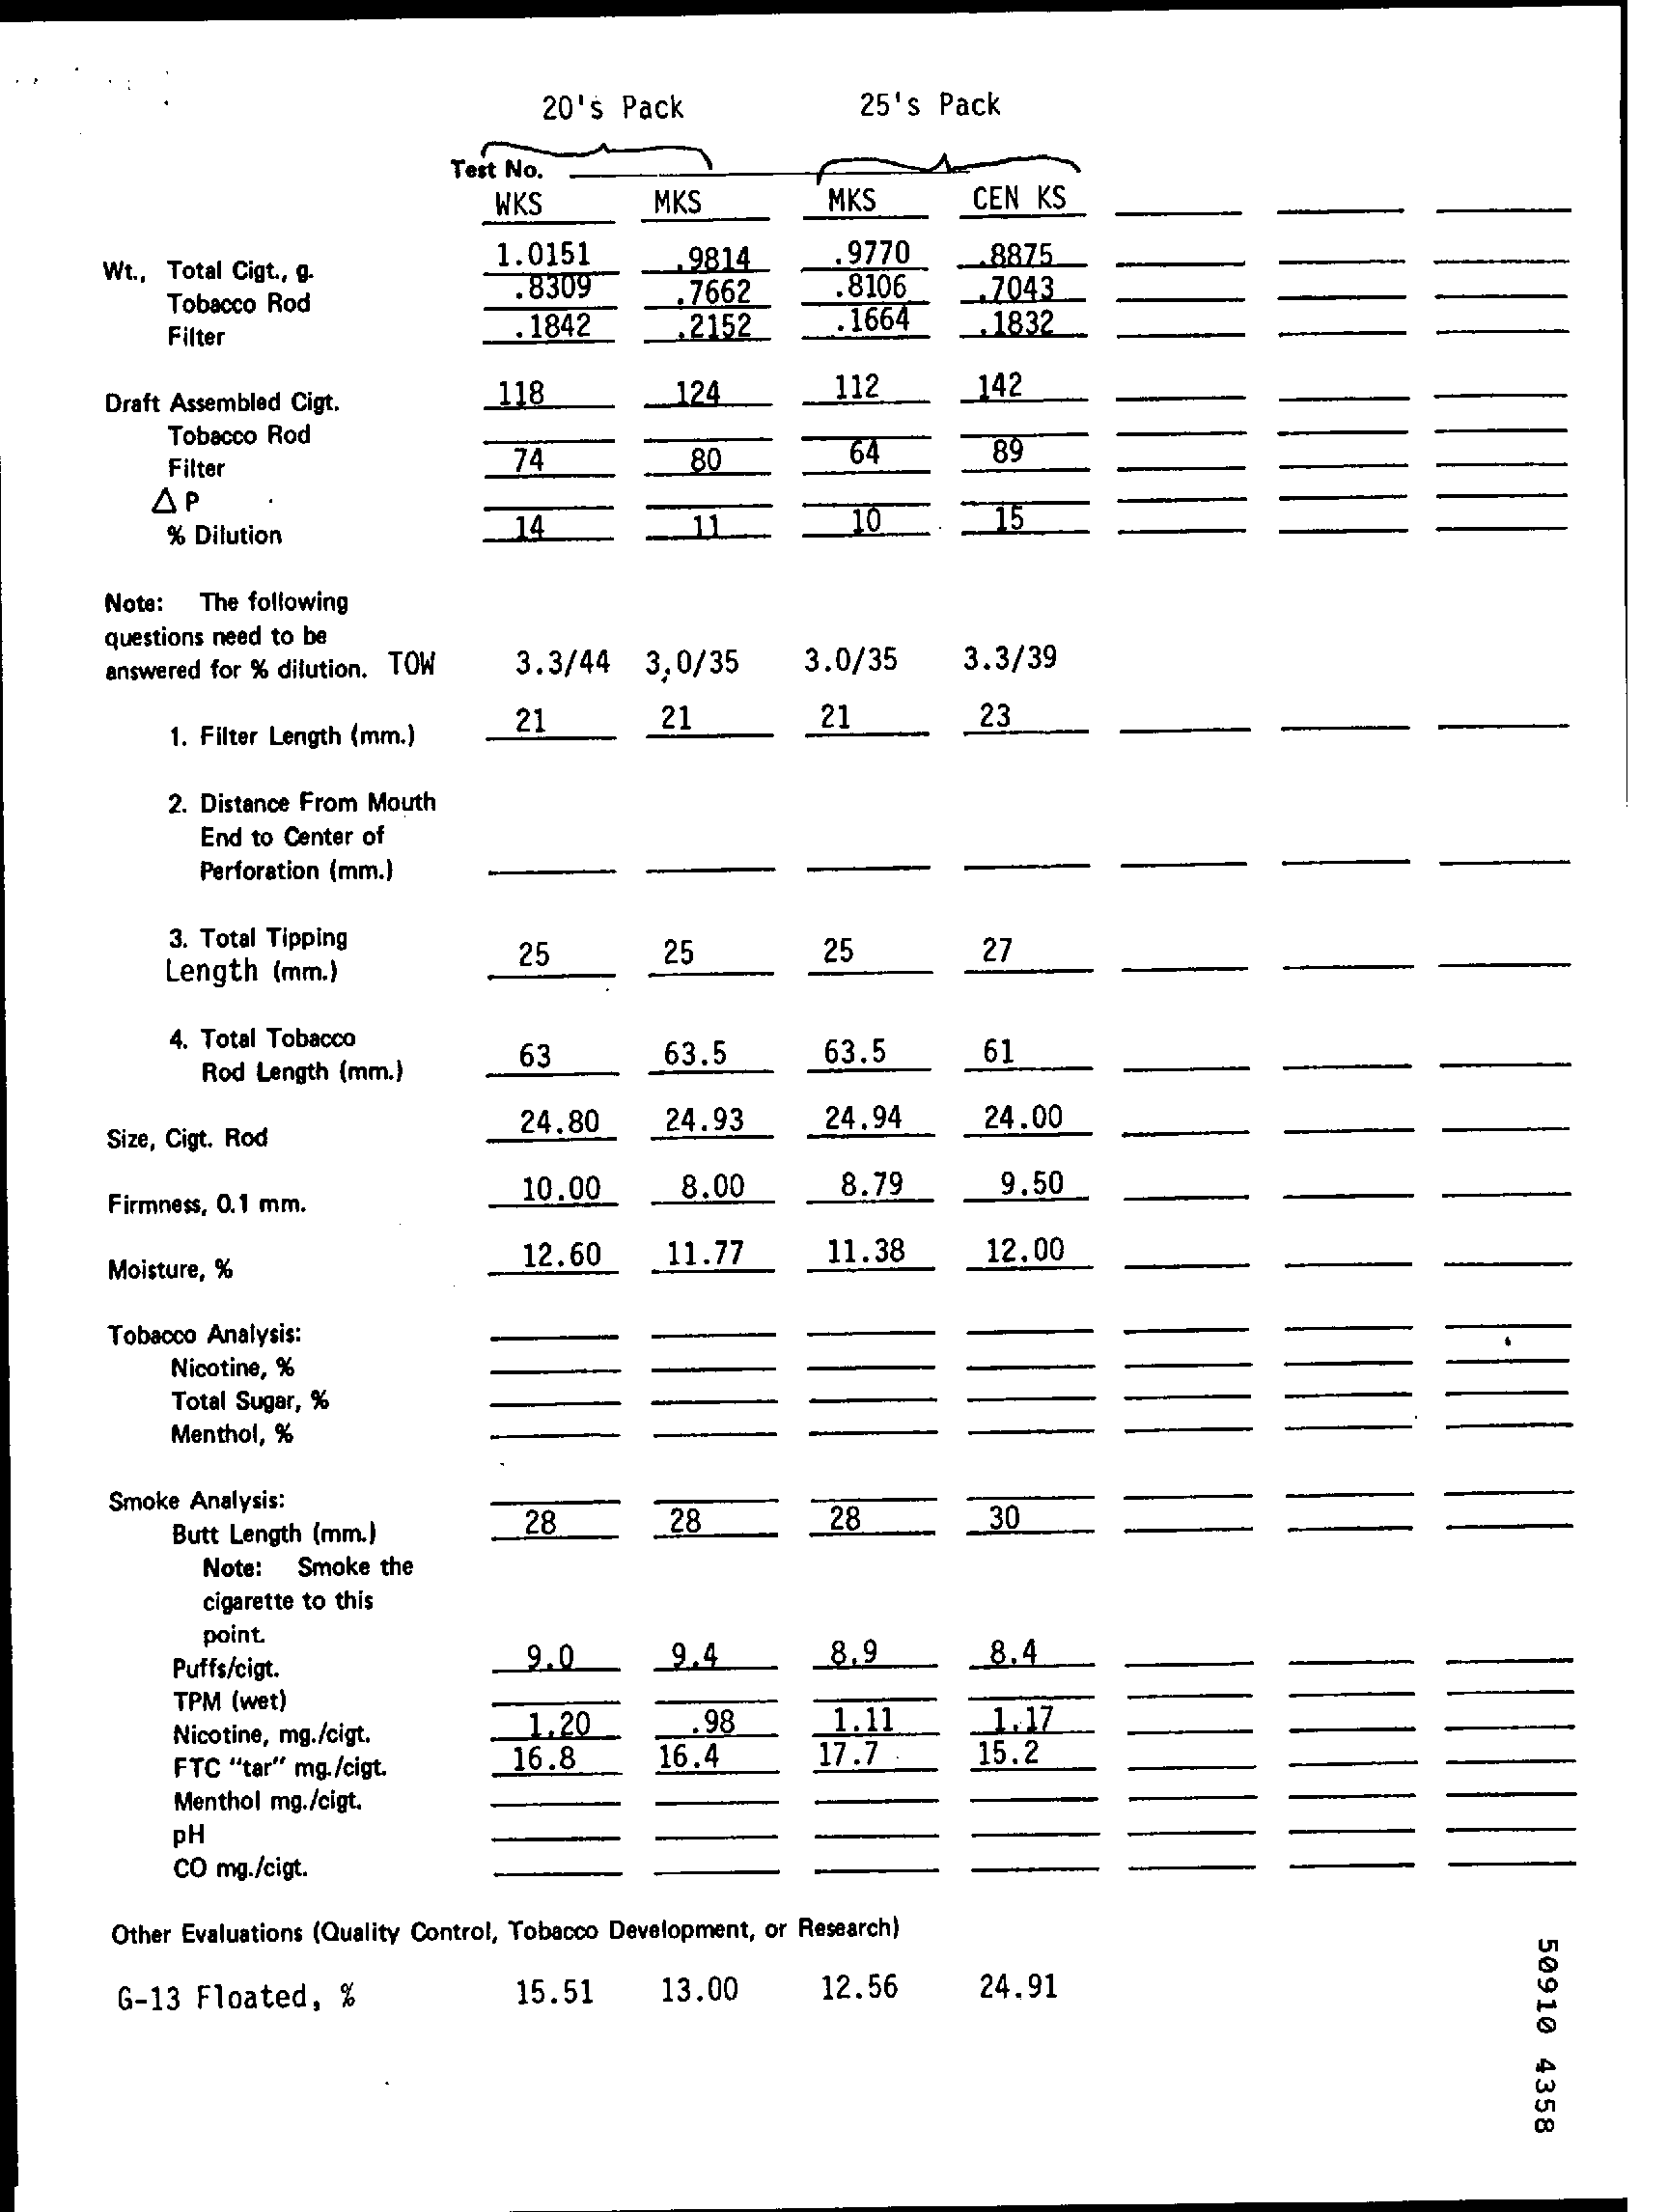 20's Pack 25's Pack
Test No.
WKS MKS MKS CEN KS
Wt., Total Cigt., g. 1.0151 .9814 .9770 .8875
Tobacco Rod .8309 .7662 .8106 .7043
Filter .1842 .2152 .1664 .1832
Draft Assembled Cigt. 118 124 112 142
Tobacco Rod
Filter 74 80 64 89
Δ P
% Dilution 14 11 10 15
Note: The following
questions need to be
answered for % dilution. TOW 3.3/44 3,0/35 3.0/35 3.3/39
1. Filter Length (mm.) 21 21 21 23
2. Distance From Mouth
End to Center of
Perforation (mm.)
3. Total Tipping
Length (mm.) 25 25 25 27
4. Total Tobacco
Rod Length (mm.) 63 63.5 63.5 61
Size, Cigt. Rod 24.80 24.93 24.94 24.00
Firmness, 0.1 mm. 10.00 8.00 8.79 9.50
Moisture, % 12.60 11.77 11.38 12.00
Tobacco Analysis:
Nicotine, %
Total Sugar, %
Menthol, %
Smoke Analysis:
Butt Length (mm.) 28 28 28 30
Note: Smoke the
cigarette to this
point.
Puffs/cigt. 9.0 9.4 8.9 8.4
TPM (wet)
Nicotine, mg./cigt. 1.20 .98 1.11 1.17
FTC "tar" mg./cigt. 16.8 16.4 17.7 15.2
Menthol mg./cigt.
pH
CO mg./cigt.
Other Evaluations (Quality Control, Tobacco Development, or Research)
G-13 Floated, % 15.51 13.00 12.56 24.91
50910 4358